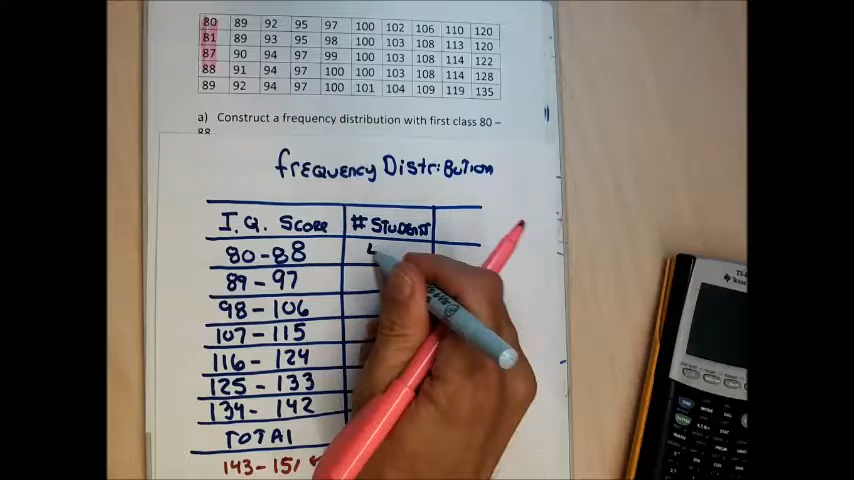 80 89 92 95 97 100 102 106 110 120
81 89 93 95 98 100 103 108 113 120
87 90 94 97 99 100 103 108 114 122
88 91 94 97 100 100 103 108 114 128
89 92 94 97 100 101 104 109 119 135
a) Construct a frequency distribution with first class 80 –
88
frequency Distribution
I.Q. Score # STUDENT
80-88 4
89-97
98-106
107-115
116-124
125-133
134-142
TOTAl
143-151